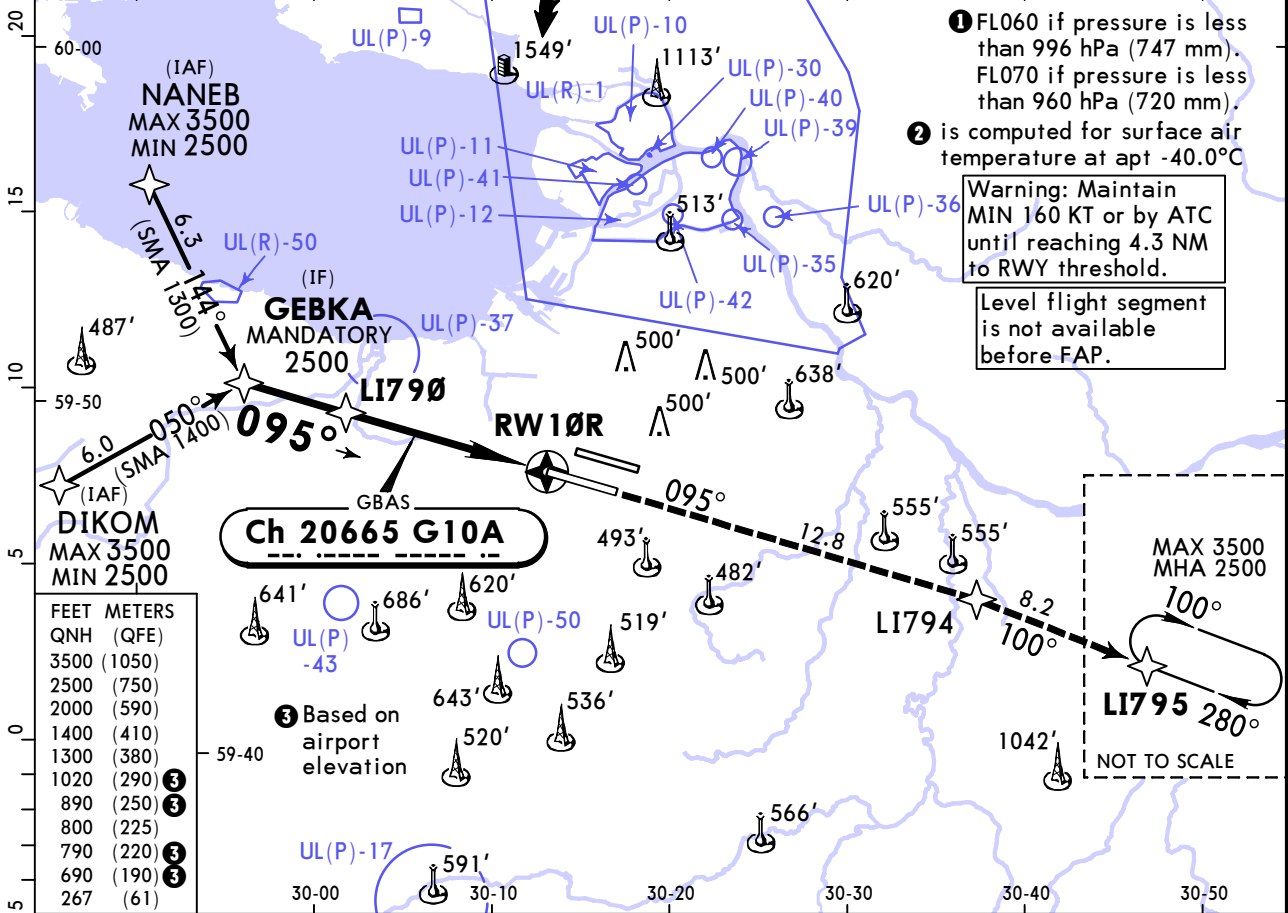 20
60-00
UL(P)-9
UL(P)-10
1549'
1113'
UL(R)-1
UL(P)-30
UL(P)-40
UL(P)-39
UL(P)-11
UL(P)-41
UL(P)-12
513'
UL(P)-36
UL(P)-35
UL(P)-42
620'
1 FL060 if pressure is less
than 996 hPa (747 mm).
FL070 if pressure is less
than 960 hPa (720 mm).
2 is computed for surface air
temperature at apt -40.0°C
Warning: Maintain
MIN 160 KT or by ATC
until reaching 4.3 NM
to RWY threshold.
Level flight segment
is not available
before FAP.
(IAF)
NANEB
MAX 3500
MIN 2500
15
6.3
144°
(SMA 1300)
UL(R)-50
(IF)
GEBKA
MANDATORY
2500
UL(P)-37
487'
10
59-50
LI790
500'
500'
638'
500'
050°
6.0
(SMA 1400)
095°
RW10R
(IAF)
DIKOM
MAX 3500
MIN 2500
GBAS
Ch 20665 G10A
095°
12.8
493'
482'
555'
555'
LI794
8.2
100°
MAX 3500
MHA 2500
100°
LI795
280°
NOT TO SCALE
5
641'
UL(P)
-43
686'
620'
UL(P)-50
519'
643'
536'
520'
3 Based on
airport
elevation
1042'
566'
UL(P)-17
591'
FEET METERS
QNH (QFE)
3500 (1050)
2500 (750)
2000 (590)
1400 (410)
1300 (380)
1020 (290) 3
890 (250) 3
800 (225)
790 (220) 3
690 (190) 3
267 (61)
0
59-40
5
30-00
30-10
30-20
30-30
30-40
30-50